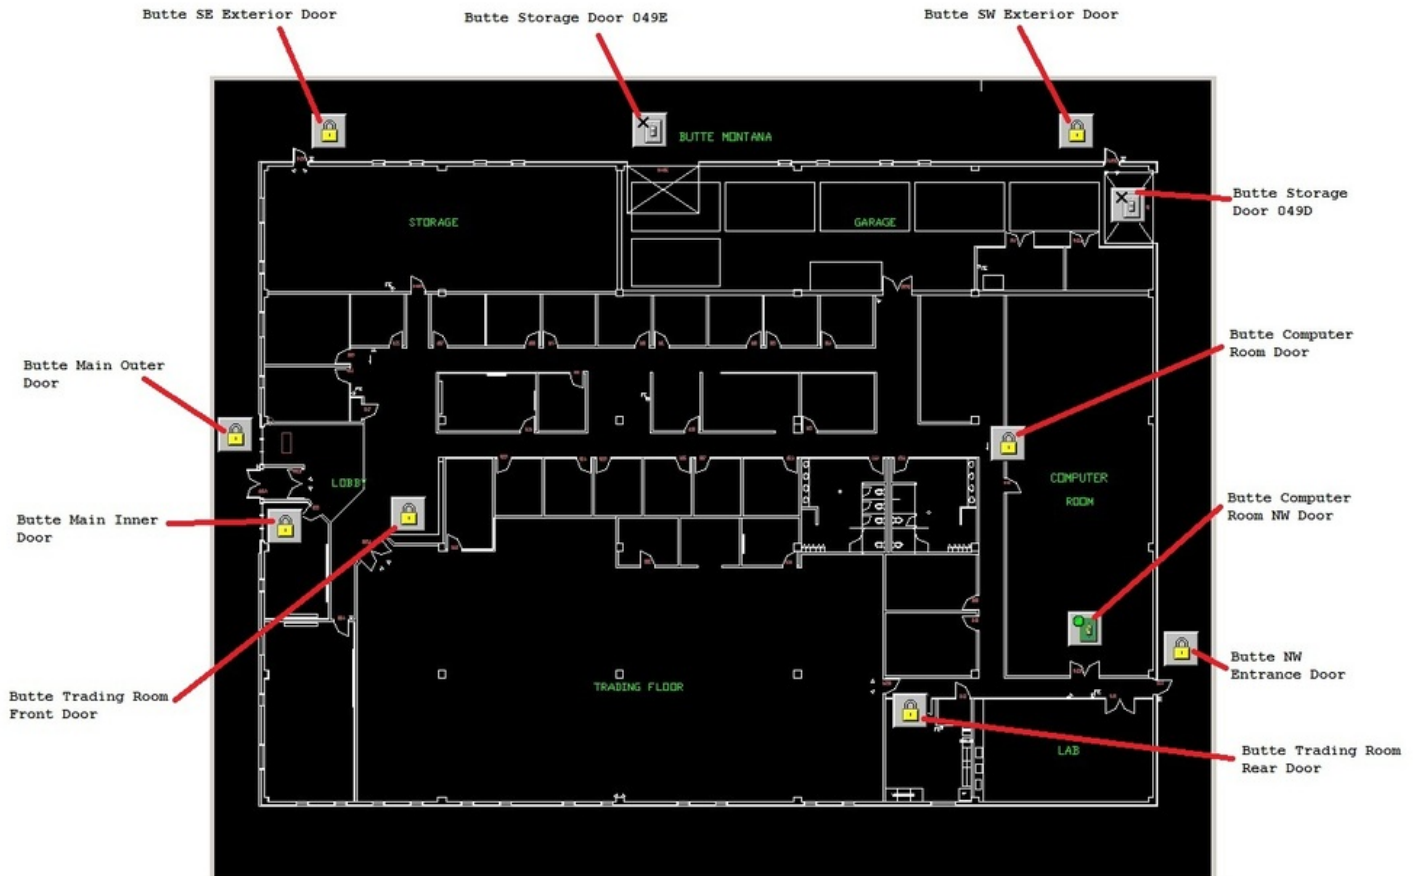 Butte SE Exterior Door
Butte Storage Door 049E
Butte SW Exterior Door
BUTTE MONTANA
Butte Storage
Door 049D
STORAGE
GARAGE
Butte Computer
Room Door
Butte Main Outer
Door
LOBBY
COMPUTER
ROOM
Butte Computer
Room NW Door
Butte Main Inner
Door
Butte NW
Entrance Door
Butte Trading Room
Front Door
TRADING FLOOR
LAB
Butte Trading Room
Rear Door